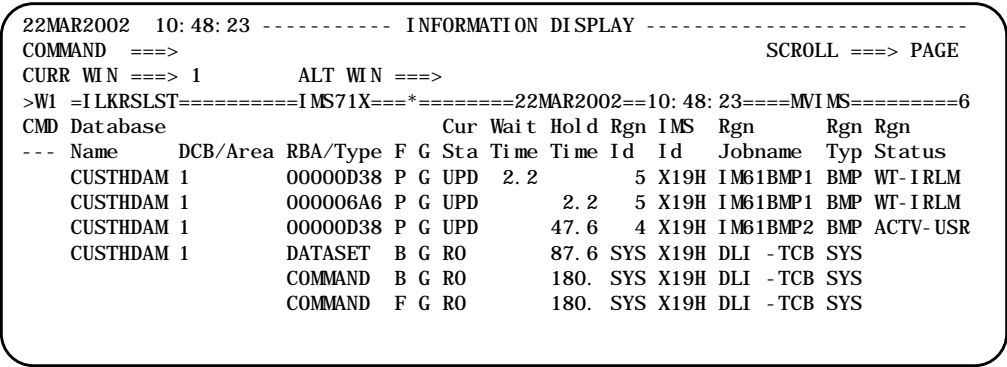 22MAR2002  10:48:23 ----------- INFORMATION DISPLAY ---------------------------
COMMAND  ===>                                                 SCROLL ===> PAGE
CURR WIN ===> 1         ALT WIN ===>
>W1 =ILKRSLST==========IMS71X===*========22MAR2002==10:48:23====MVIMS=========6
CMD Database                           Cur Wait Hold Rgn IMS  Rgn      Rgn Rgn
--- Name     DCB/Area RBA/Type F G Sta Time Time Id  Id   Jobname  Typ Status
    CUSTHDAM 1        00000D38 P G UPD  2.2        5 X19H IM61BMP1 BMP WT-IRLM
    CUSTHDAM 1        000006A6 P G UPD       2.2   5 X19H IM61BMP1 BMP WT-IRLM
    CUSTHDAM 1        00000D38 P G UPD      47.6   4 X19H IM61BMP2 BMP ACTV-USR
    CUSTHDAM 1        DATASET  B G RO       87.6 SYS X19H DLI -TCB SYS
                      COMMAND  B G RO       180. SYS X19H DLI -TCB SYS
                      COMMAND  F G RO       180. SYS X19H DLI -TCB SYS